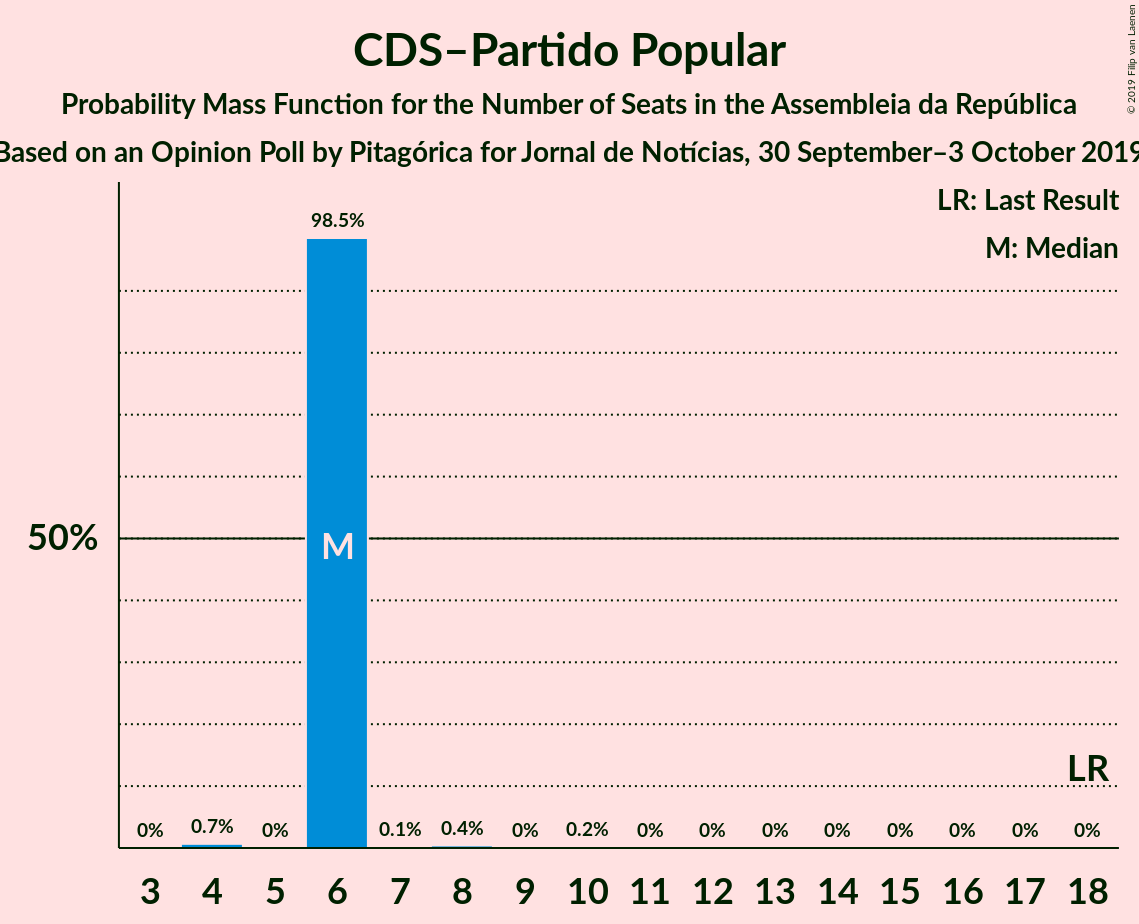 CDS–Partido Popular
Probability Mass Function for the Number of Seats in the Assembleia da República
Based on an Opinion Poll by Pitagórica for Jornal de Notícias, 30 September–3 October 2019
© 2019 Filip van Laenen
LR: Last Result
M: Median
98.5%
50%
M
LR
0% 0.7% 0% 0.1% 0.4% 0% 0.2% 0% 0% 0% 0% 0% 0% 0% 0%
3 4 5 6 7 8 9 10 11 12 13 14 15 16 17 18